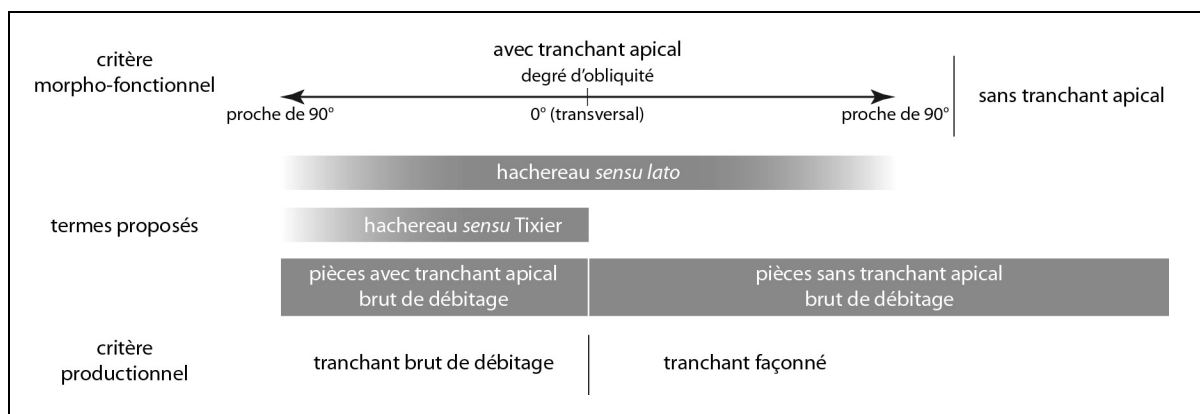 critère
morpho-fonctionnel
avec tranchant apical
degré d'obliquité
proche de 90°
0° (transversal)
proche de 90°
sans tranchant apical
hachereau sensu lato
termes proposés
hachereau sensu Tixier
pièces avec tranchant apical
brut de débitage
pièces sans tranchant apical
brut de débitage
critère
productionnel
tranchant brut de débitage
tranchant façonné